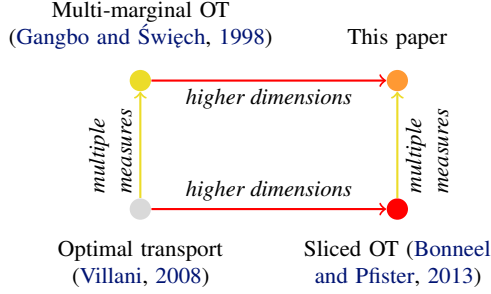 Multi-marginal OT
(Gangbo and Święch, 1998)
This paper
higher dimensions
multiple
measures
multiple
measures
higher dimensions
Optimal transport
(Villani, 2008)
Sliced OT (Bonneel
and Pfister, 2013)